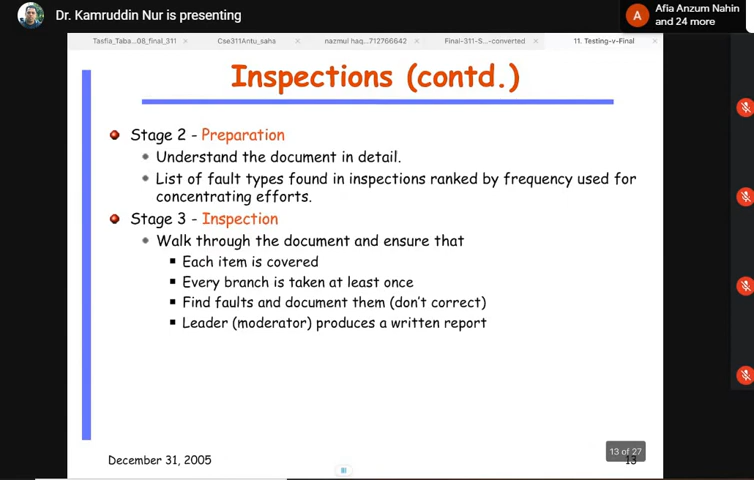 Dr. Kamruddin Nur is presenting
A
Afia Anzum Nahin
and 24 more
Tasfia_Taba...08_final_311
Cse311Antu_saha
nazmul haq...712766642
Final-311-S...-converted
11. Testing-v-Final
Inspections (contd.)
Stage 2 - Preparation
Understand the document in detail.
List of fault types found in inspections ranked by frequency used for
concentrating efforts.
Stage 3 - Inspection
Walk through the document and ensure that
Each item is covered
Every branch is taken at least once
Find faults and document them (don't correct)
Leader (moderator) produces a written report
December 31, 2005
13 of 27
13